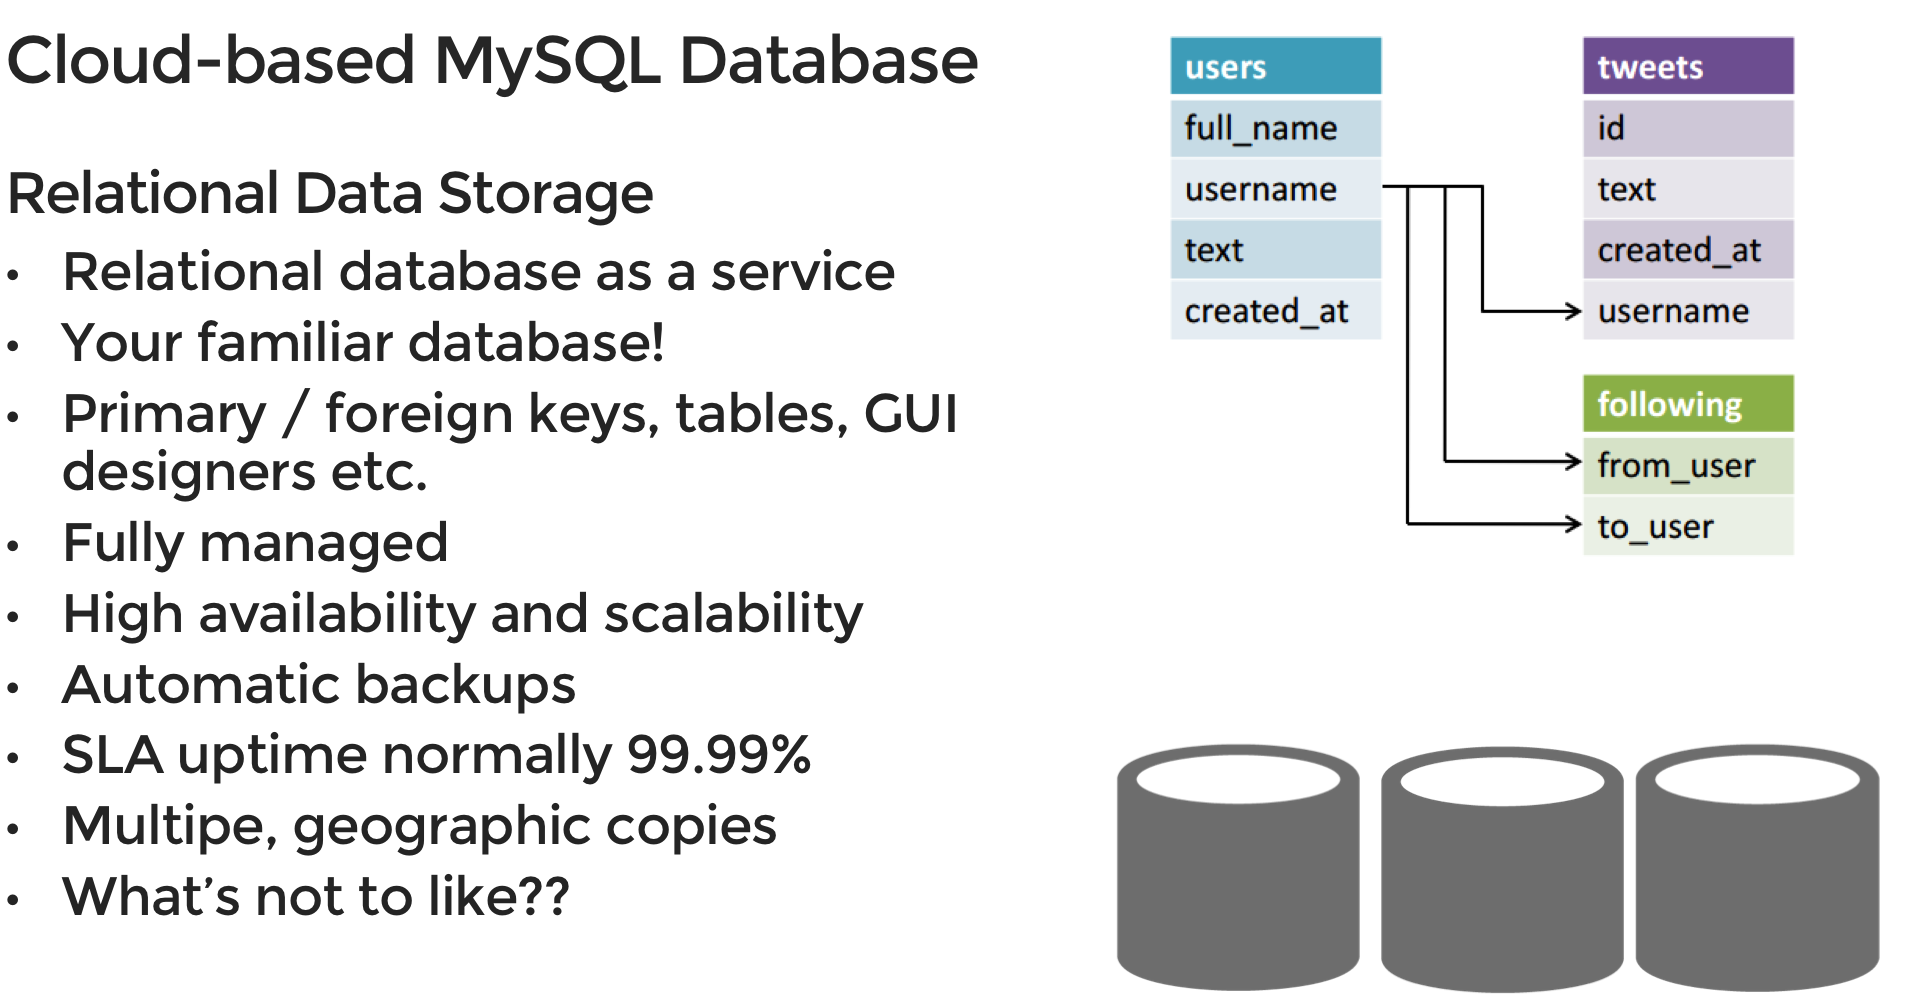 Cloud-based MySQL Database
Relational Data Storage
• Relational database as a service
• Your familiar database!
• Primary / foreign keys, tables, GUI
designers etc.
• Fully managed
• High availability and scalability
• Automatic backups
• SLA uptime normally 99.99%
• Multipe, geographic copies
• What’s not to like??
users
full_name
username
text
created_at
tweets
id
text
created_at
username
following
from_user
to_user